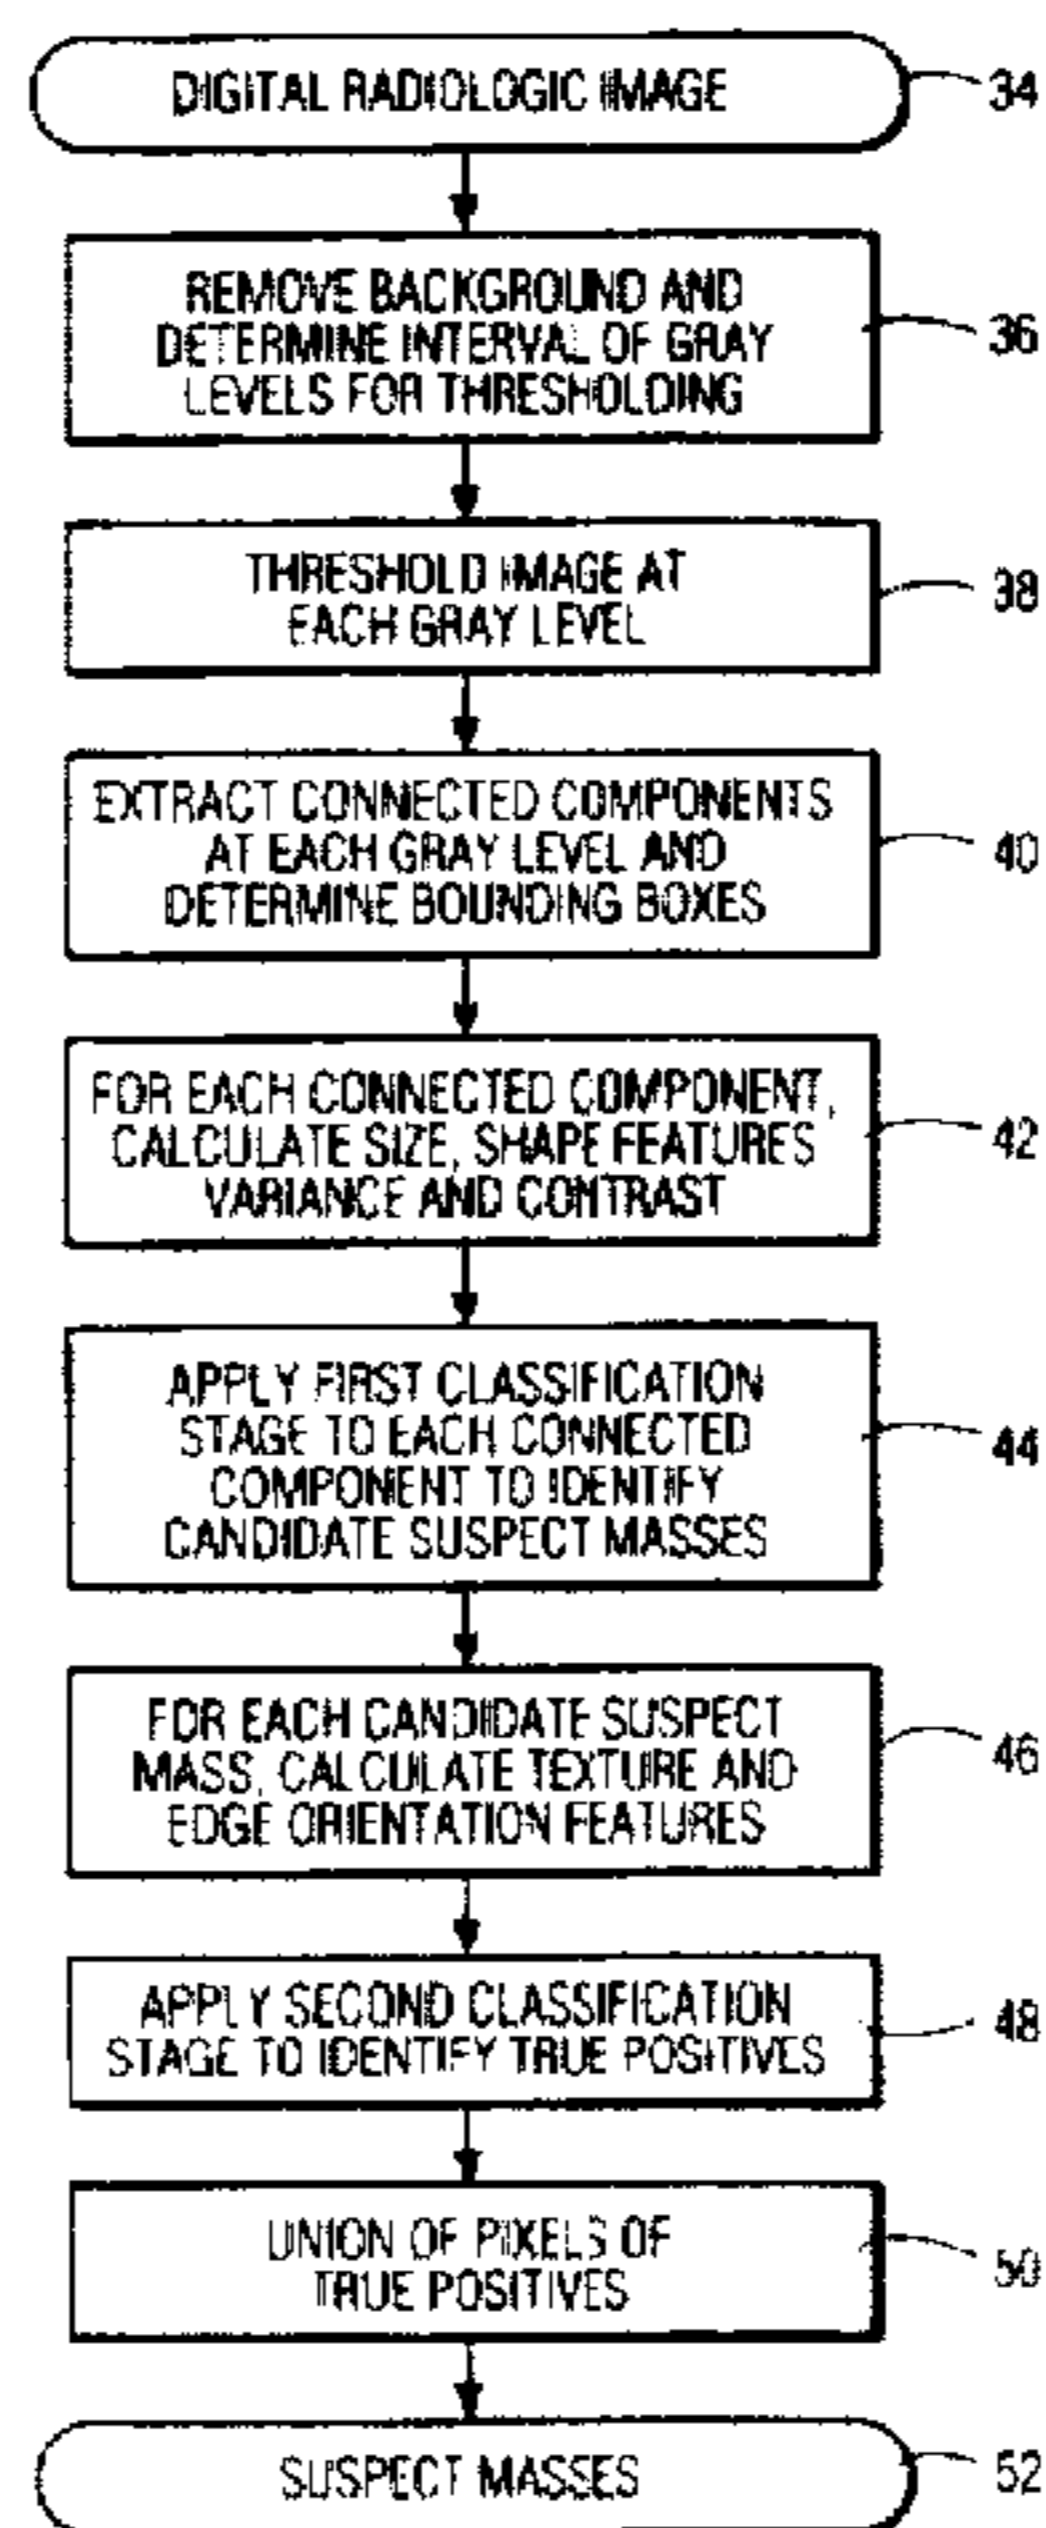 DIGITAL RADIOLOGIC IMAGE
34
REMOVE BACKGROUND AND
DETERMINE INTERVAL OF GRAY
LEVELS FOR THRESHOLDING
36
THRESHOLD IMAGE AT
EACH GRAY LEVEL
38
EXTRACT CONNECTED COMPONENTS
AT EACH GRAY LEVEL AND
DETERMINE BOUNDING BOXES
40
FOR EACH CONNECTED COMPONENT,
CALCULATE SIZE, SHAPE FEATURES
VARIANCE AND CONTRAST
42
APPLY FIRST CLASSIFICATION
STAGE TO EACH CONNECTED
COMPONENT TO IDENTIFY
CANDIDATE SUSPECT MASSES
44
FOR EACH CANDIDATE SUSPECT
MASS, CALCULATE TEXTURE AND
EDGE ORIENTATION FEATURES
46
APPLY SECOND CLASSIFICATION
STAGE TO IDENTIFY TRUE POSITIVES
48
UNION OF PIXELS OF
TRUE POSITIVES
50
SUSPECT MASSES
52